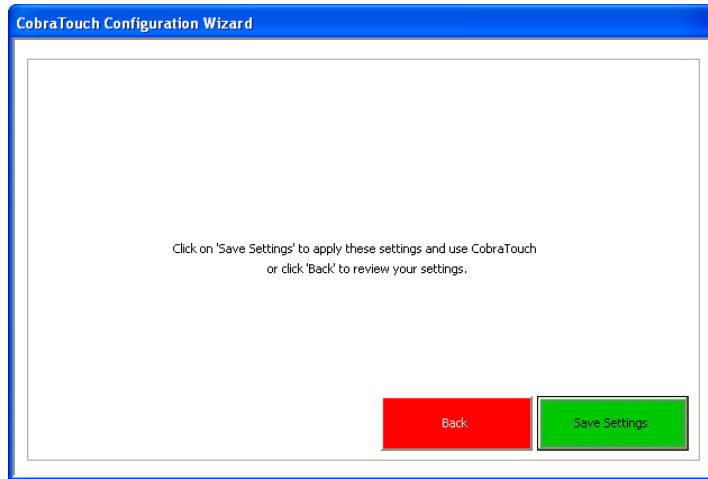 CobraTouch Configuration Wizard
Click on 'Save Settings' to apply these settings and use CobraTouch
or click 'Back' to review your settings.
Back
Save Settings